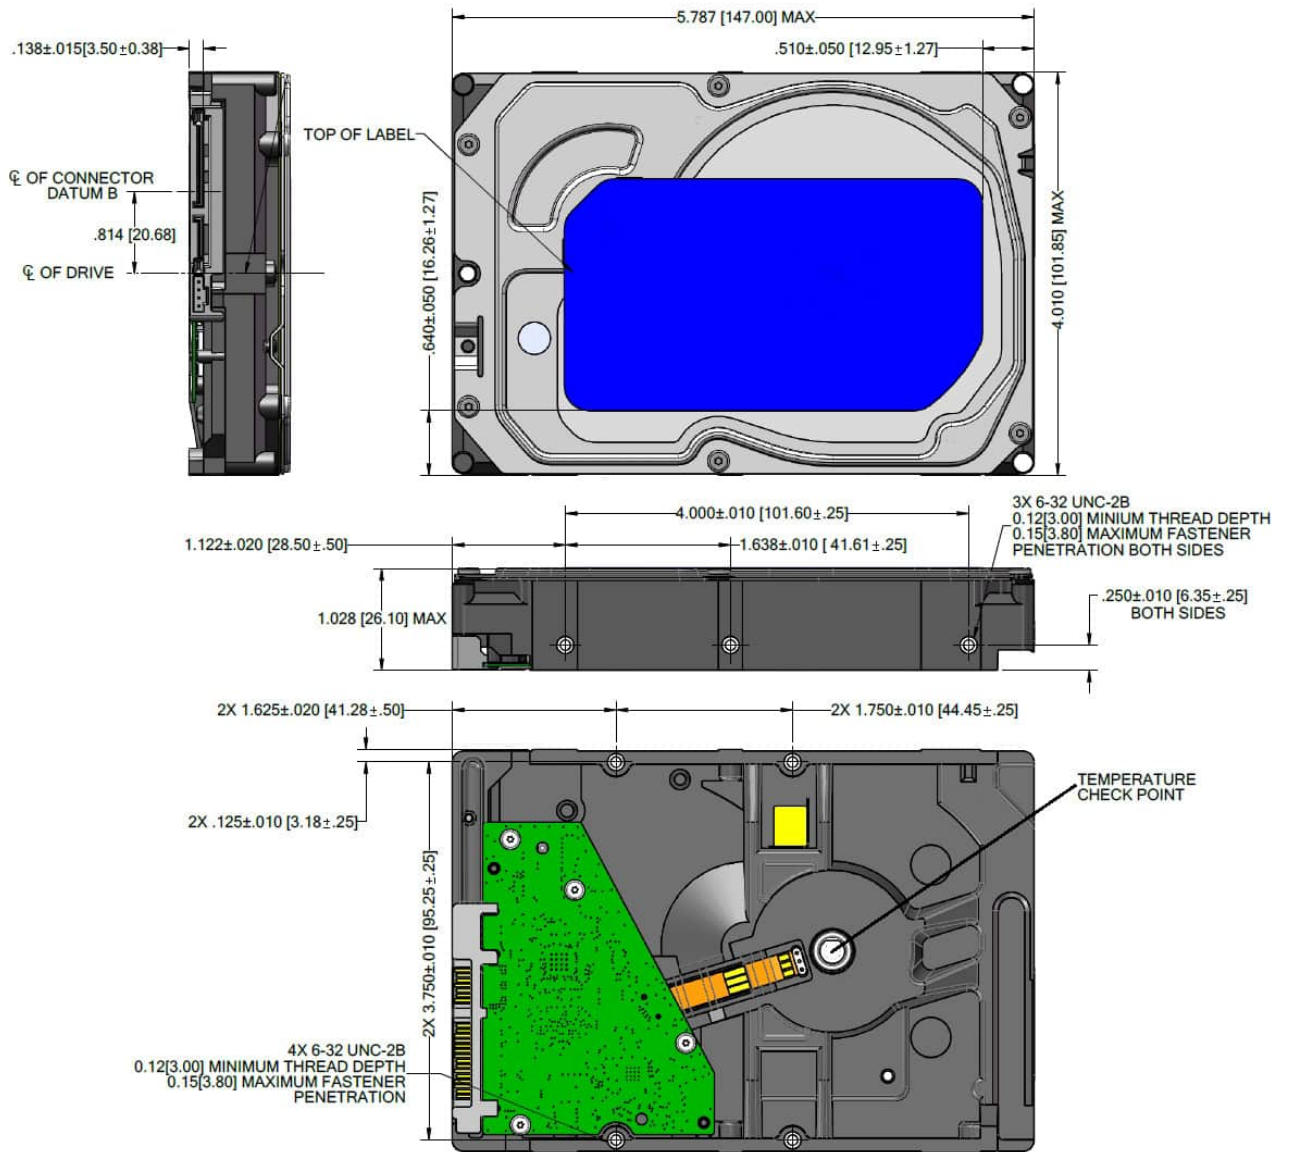 5.787 [147.00] MAX
.138±.015[3.50±0.38]
.510±.050 [12.95±1.27]
TOP OF LABEL
℄ OF CONNECTOR
DATUM B
.814 [20.68]
℄ OF DRIVE
.640±.050 [16.26±1.27]
4.010 [101.85] MAX
4.000±.010 [101.60±.25]
3X 6-32 UNC-2B
0.12[3.00] MINIUM THREAD DEPTH
0.15[3.80] MAXIMUM FASTENER
PENETRATION BOTH SIDES
1.122±.020 [28.50±.50]
1.638±.010 [ 41.61±.25]
1.028 [26.10] MAX
.250±.010 [6.35±.25]
BOTH SIDES
2X 1.625±.020 [41.28±.50]
2X 1.750±.010 [44.45±.25]
TEMPERATURE
CHECK POINT
2X .125±.010 [3.18±.25]
2X 3.750±.010 [95.25±.25]
4X 6-32 UNC-2B
0.12[3.00] MINIMUM THREAD DEPTH
0.15[3.80] MAXIMUM FASTENER
PENETRATION